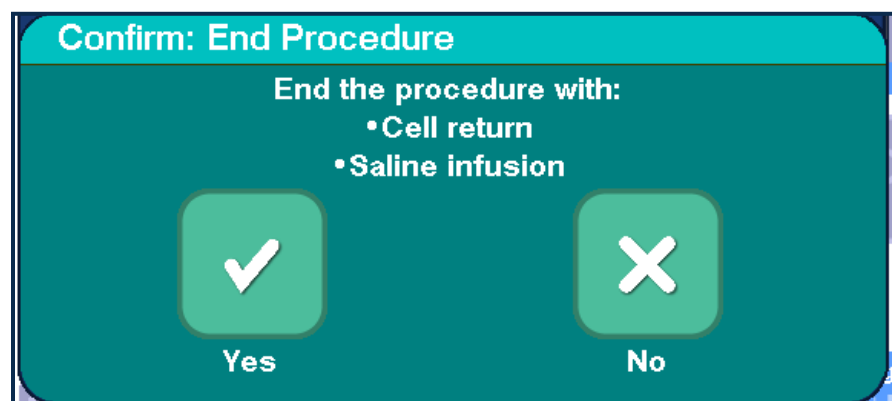 Confirm: End Procedure
End the procedure with:
•Cell return
•Saline infusion
Yes
No